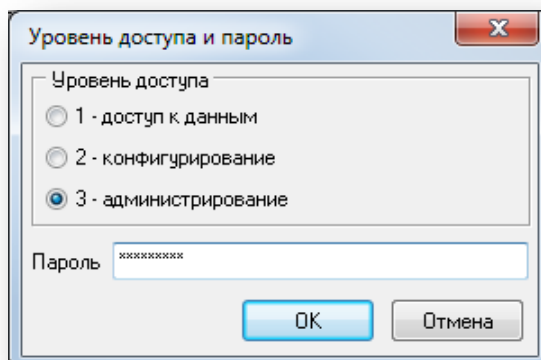 Уровень доступа и пароль
Уровень доступа
1 - доступ к данным
2 - конфигурирование
3 - администрирование
Пароль *********
OK Отмена